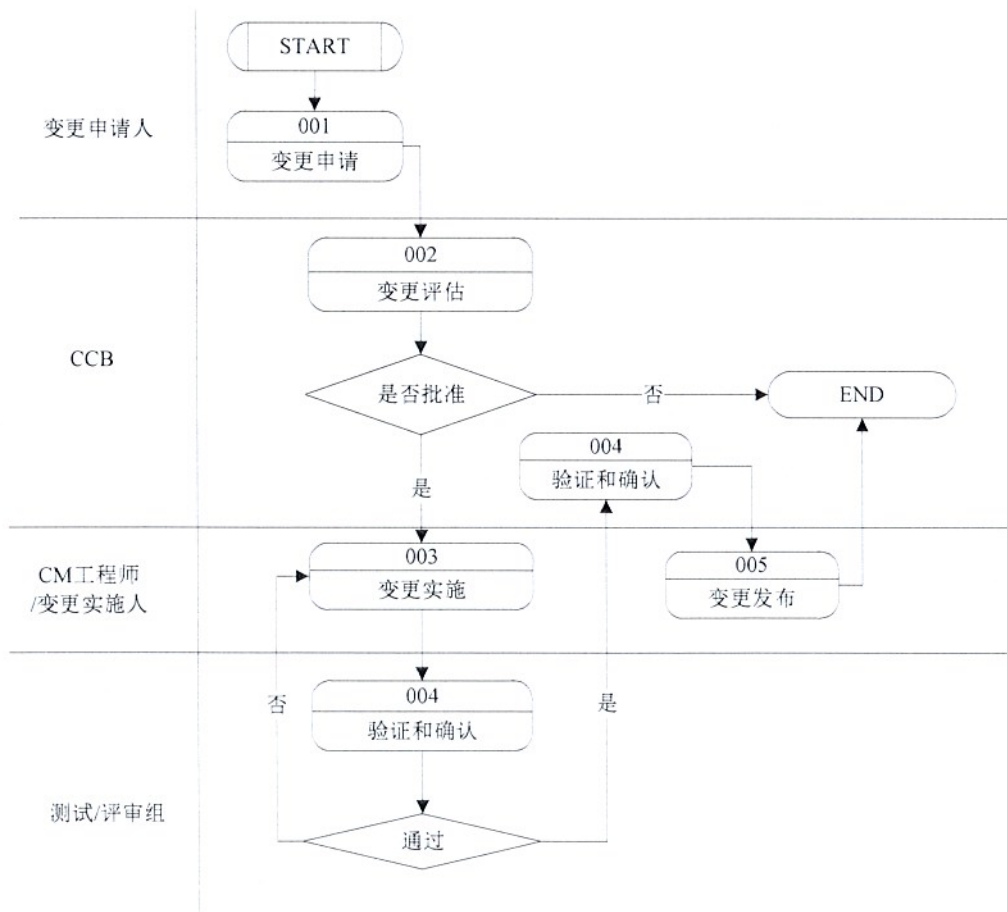 START
变更申请人
001
变更申请
002
变更评估
CCB
是否批准
否
END
004
验证和确认
是
CM工程师
/变更实施人
003
变更实施
005
变更发布
否
004
验证和确认
是
测试/评审组
通过